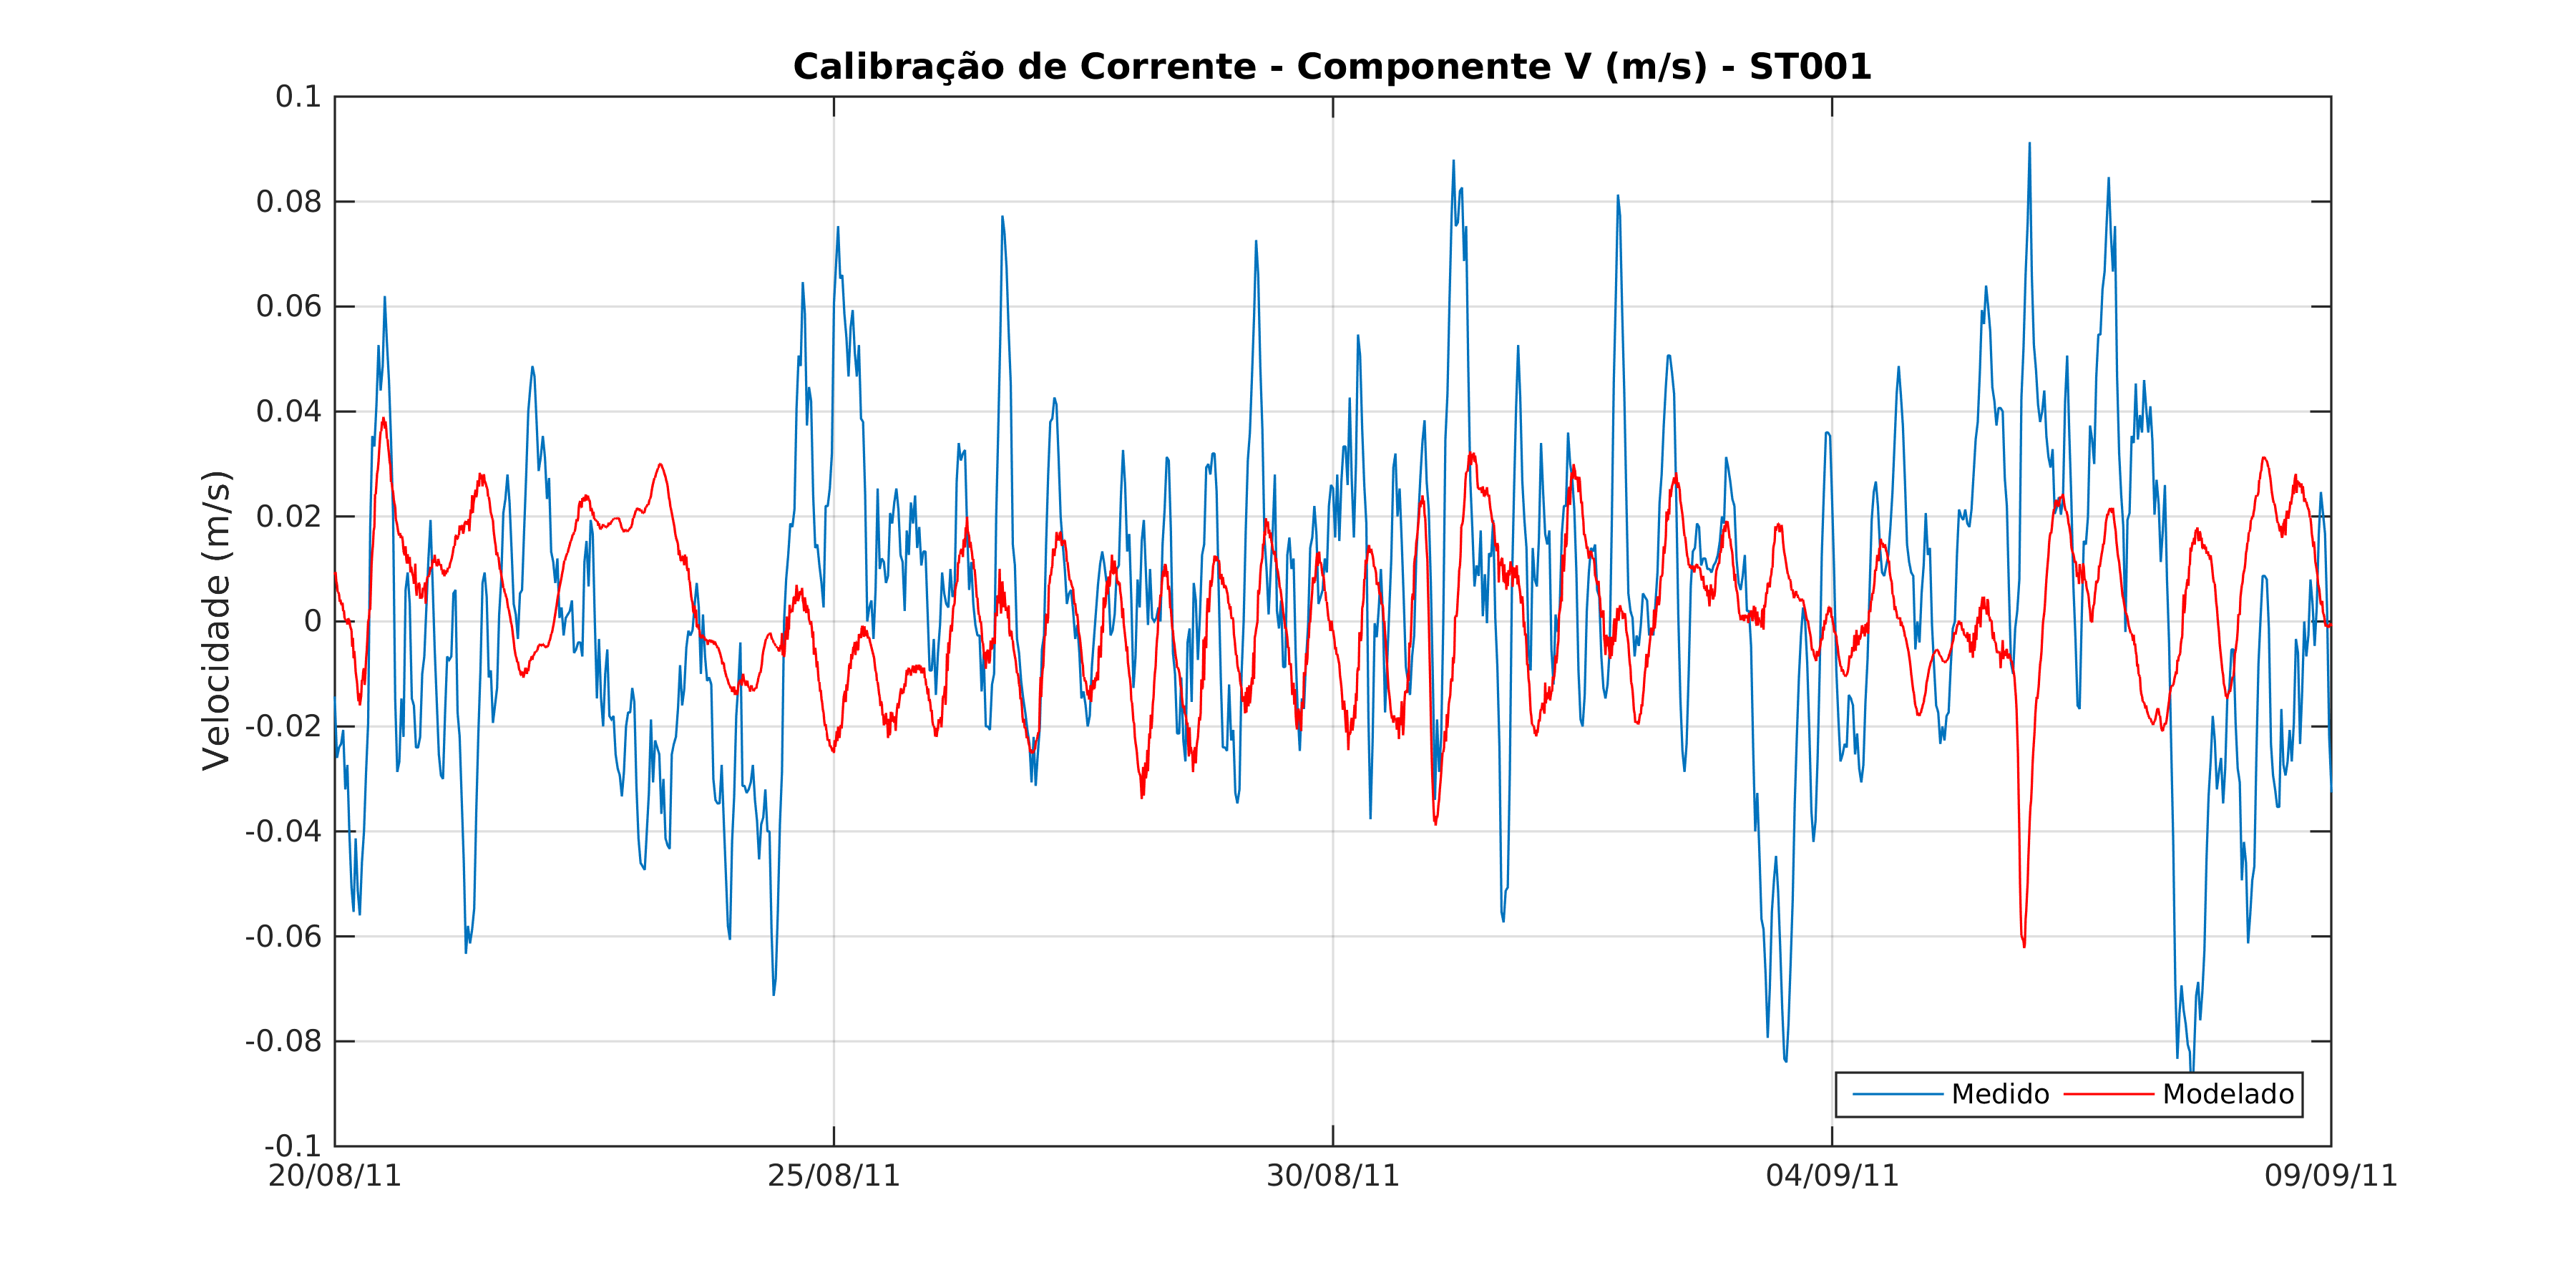 Calibração de Corrente - Componente V (m/s) - ST001
Velocidade (m/s)
0.1
0.08
0.06
0.04
0.02
0
-0.02
-0.04
-0.06
-0.08
-0.1
20/08/11 25/08/11 30/08/11 04/09/11 09/09/11
Medido Modelado